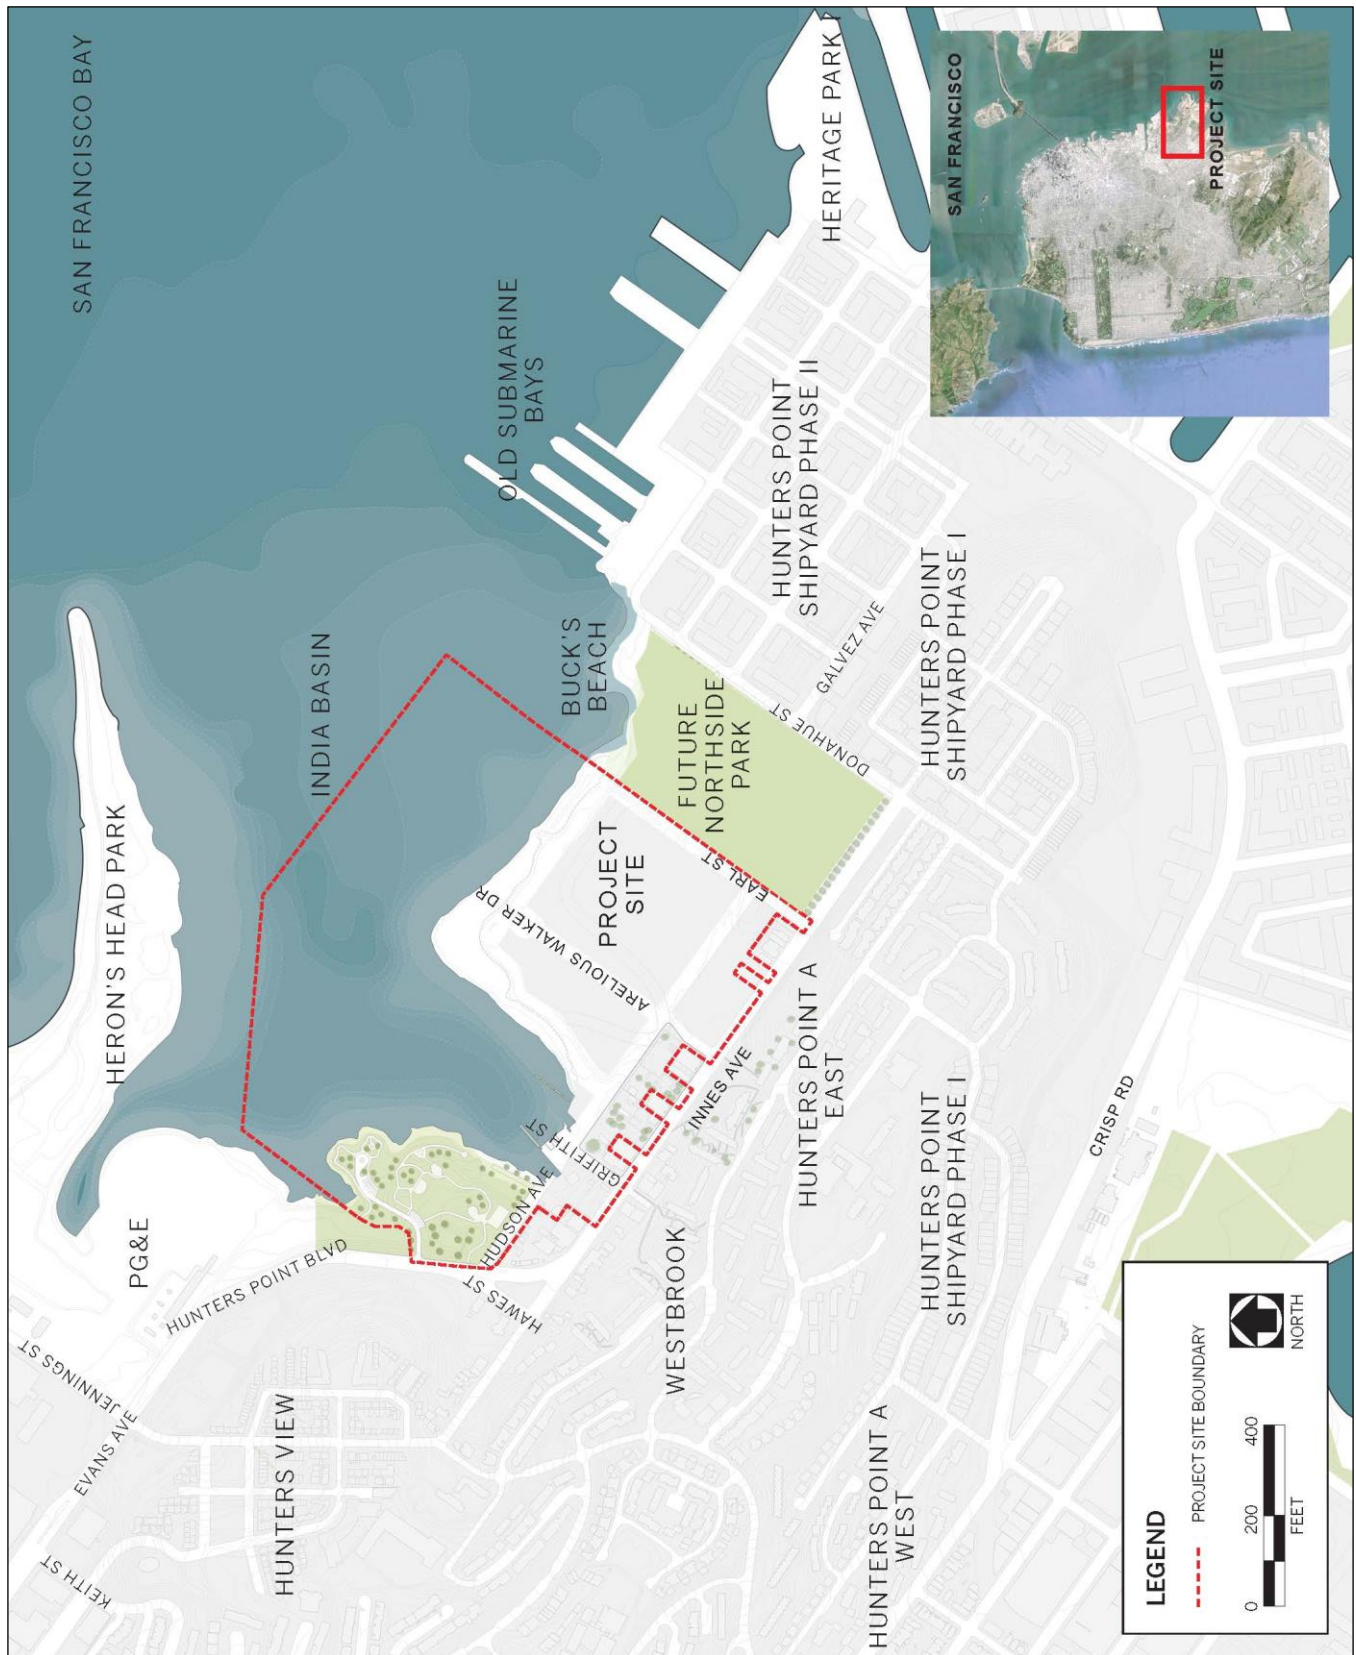 SAN FRANCISCO BAY
HERON'S HEAD PARK
INDIA BASIN
PG&E
HUNTERS POINT BLVD
JENNINGS ST
EVANS AVE
KEITH ST
HUNTERS VIEW
HAWES ST
HUDSON AVE
GRIFFITH ST
OLD SUBMARINE
BAYS
BUCK'S
BEACH
HERITAGE PARK
PROJECT
SITE
ARELIOUS WALKER DR
EARL ST
FUTURE
NORTHSIDE
PARK
DONAHUE ST
GALVEZ AVE
HUNTERS POINT
SHIPYARD PHASE II
HUNTERS POINT
SHIPYARD PHASE I
INNES AVE
WESTBROOK
HUNTERS POINT A
EAST
HUNTERS POINT
SHIPYARD PHASE I
CRISP RD
HUNTERS POINT A
WEST
LEGEND
PROJECT SITE BOUNDARY
0 200 400
FEET
NORTH
SAN FRANCISCO
PROJECT SITE